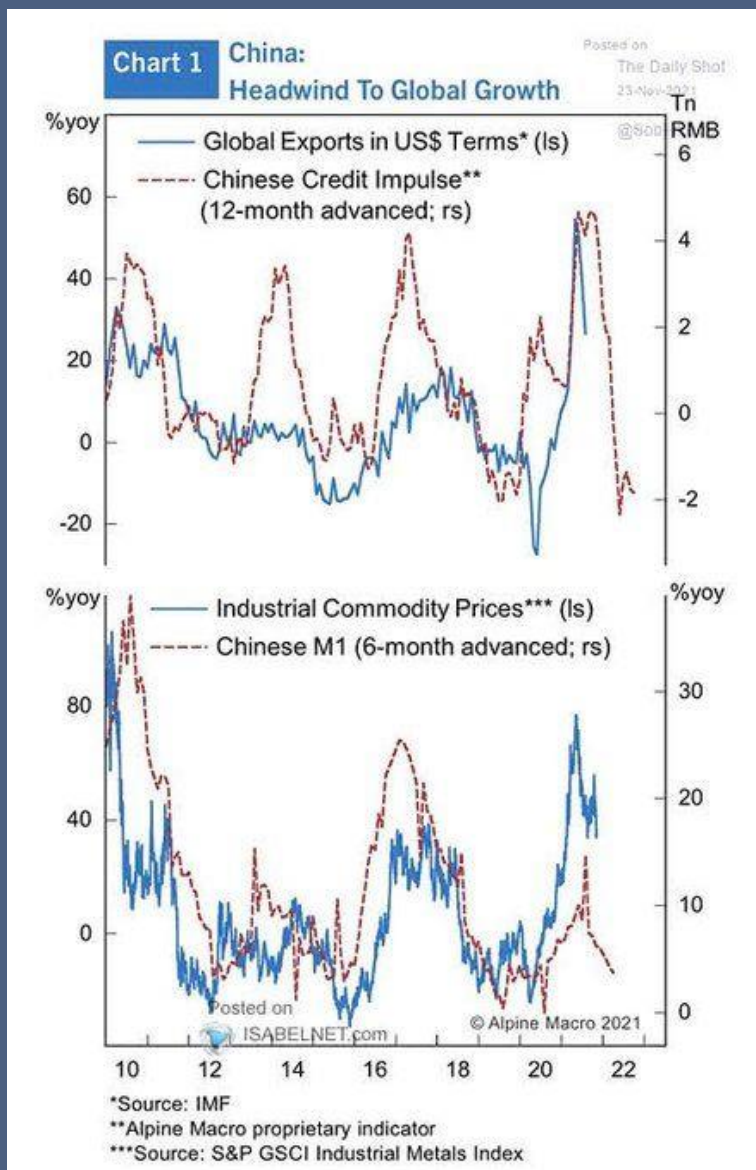 Chart 1
China:
Headwind To Global Growth
Posted on
The Daily Shot
23-Nov-2021
Tn
RMB
%yoy
Global Exports in US$ Terms* (ls)
Chinese Credit Impulse**
(12-month advanced; rs)
60
40
20
0
-20
6
4
2
0
-2
%yoy
%yoy
Industrial Commodity Prices*** (ls)
Chinese M1 (6-month advanced; rs)
80
40
0
30
20
10
0
Posted on
ISABELNET.com
© Alpine Macro 2021
10 12 14 16 18 20 22
*Source: IMF
**Alpine Macro proprietary indicator
***Source: S&P GSCI Industrial Metals Index